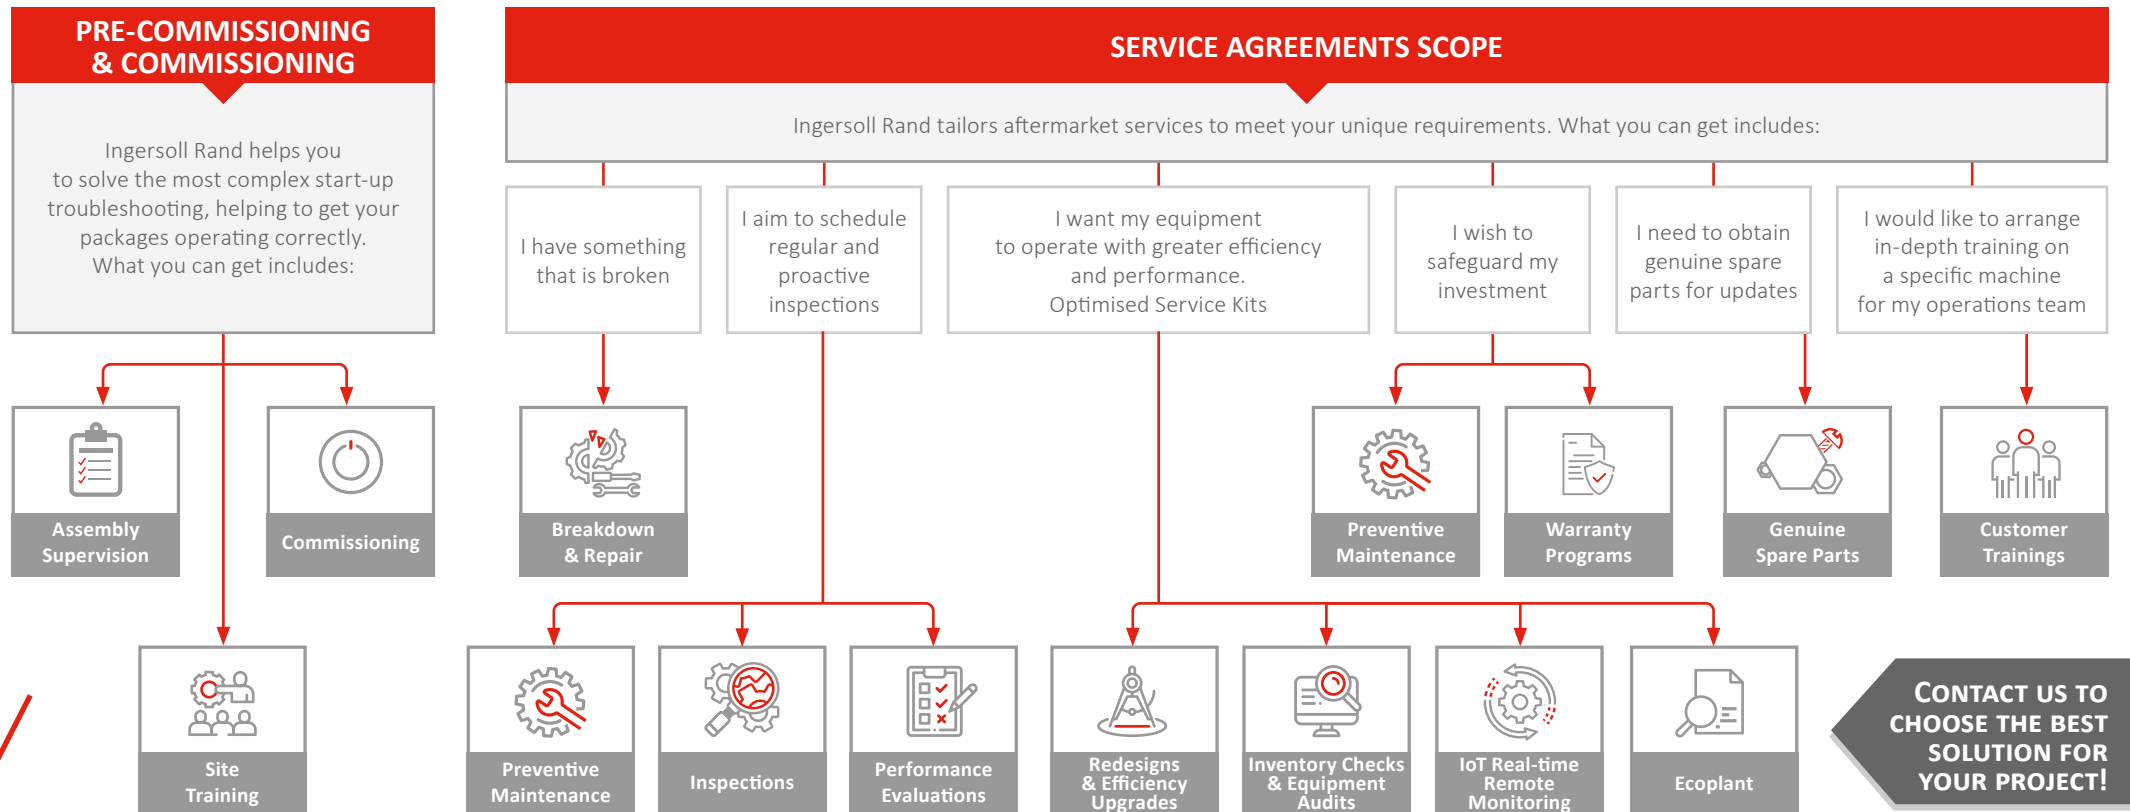 PRE-COMMISSIONING
& COMMISSIONING
Ingersoll Rand helps you
to solve the most complex start-up
troubleshooting, helping to get your
packages operating correctly.
What you can get includes:
Assembly
Supervision
Commissioning
Site
Training
SERVICE AGREEMENTS SCOPE
Ingersoll Rand tailors aftermarket services to meet your unique requirements. What you can get includes:
I have something
that is broken
I aim to schedule
regular and
proactive
inspections
I want my equipment
to operate with greater efficiency
and performance.
Optimised Service Kits
I wish to
safeguard my
investment
I need to obtain
genuine spare
parts for updates
I would like to arrange
in-depth training on
a specific machine
for my operations team
Breakdown
& Repair
Preventive
Maintenance
Warranty
Programs
Genuine
Spare Parts
Customer
Trainings
Preventive
Maintenance
Inspections
Performance
Evaluations
Redesigns
& Efficiency
Upgrades
Inventory Checks
& Equipment
Audits
IoT Real-time
Remote
Monitoring
Ecoplant
CONTACT US TO
CHOOSE THE BEST
SOLUTION FOR
YOUR PROJECT!